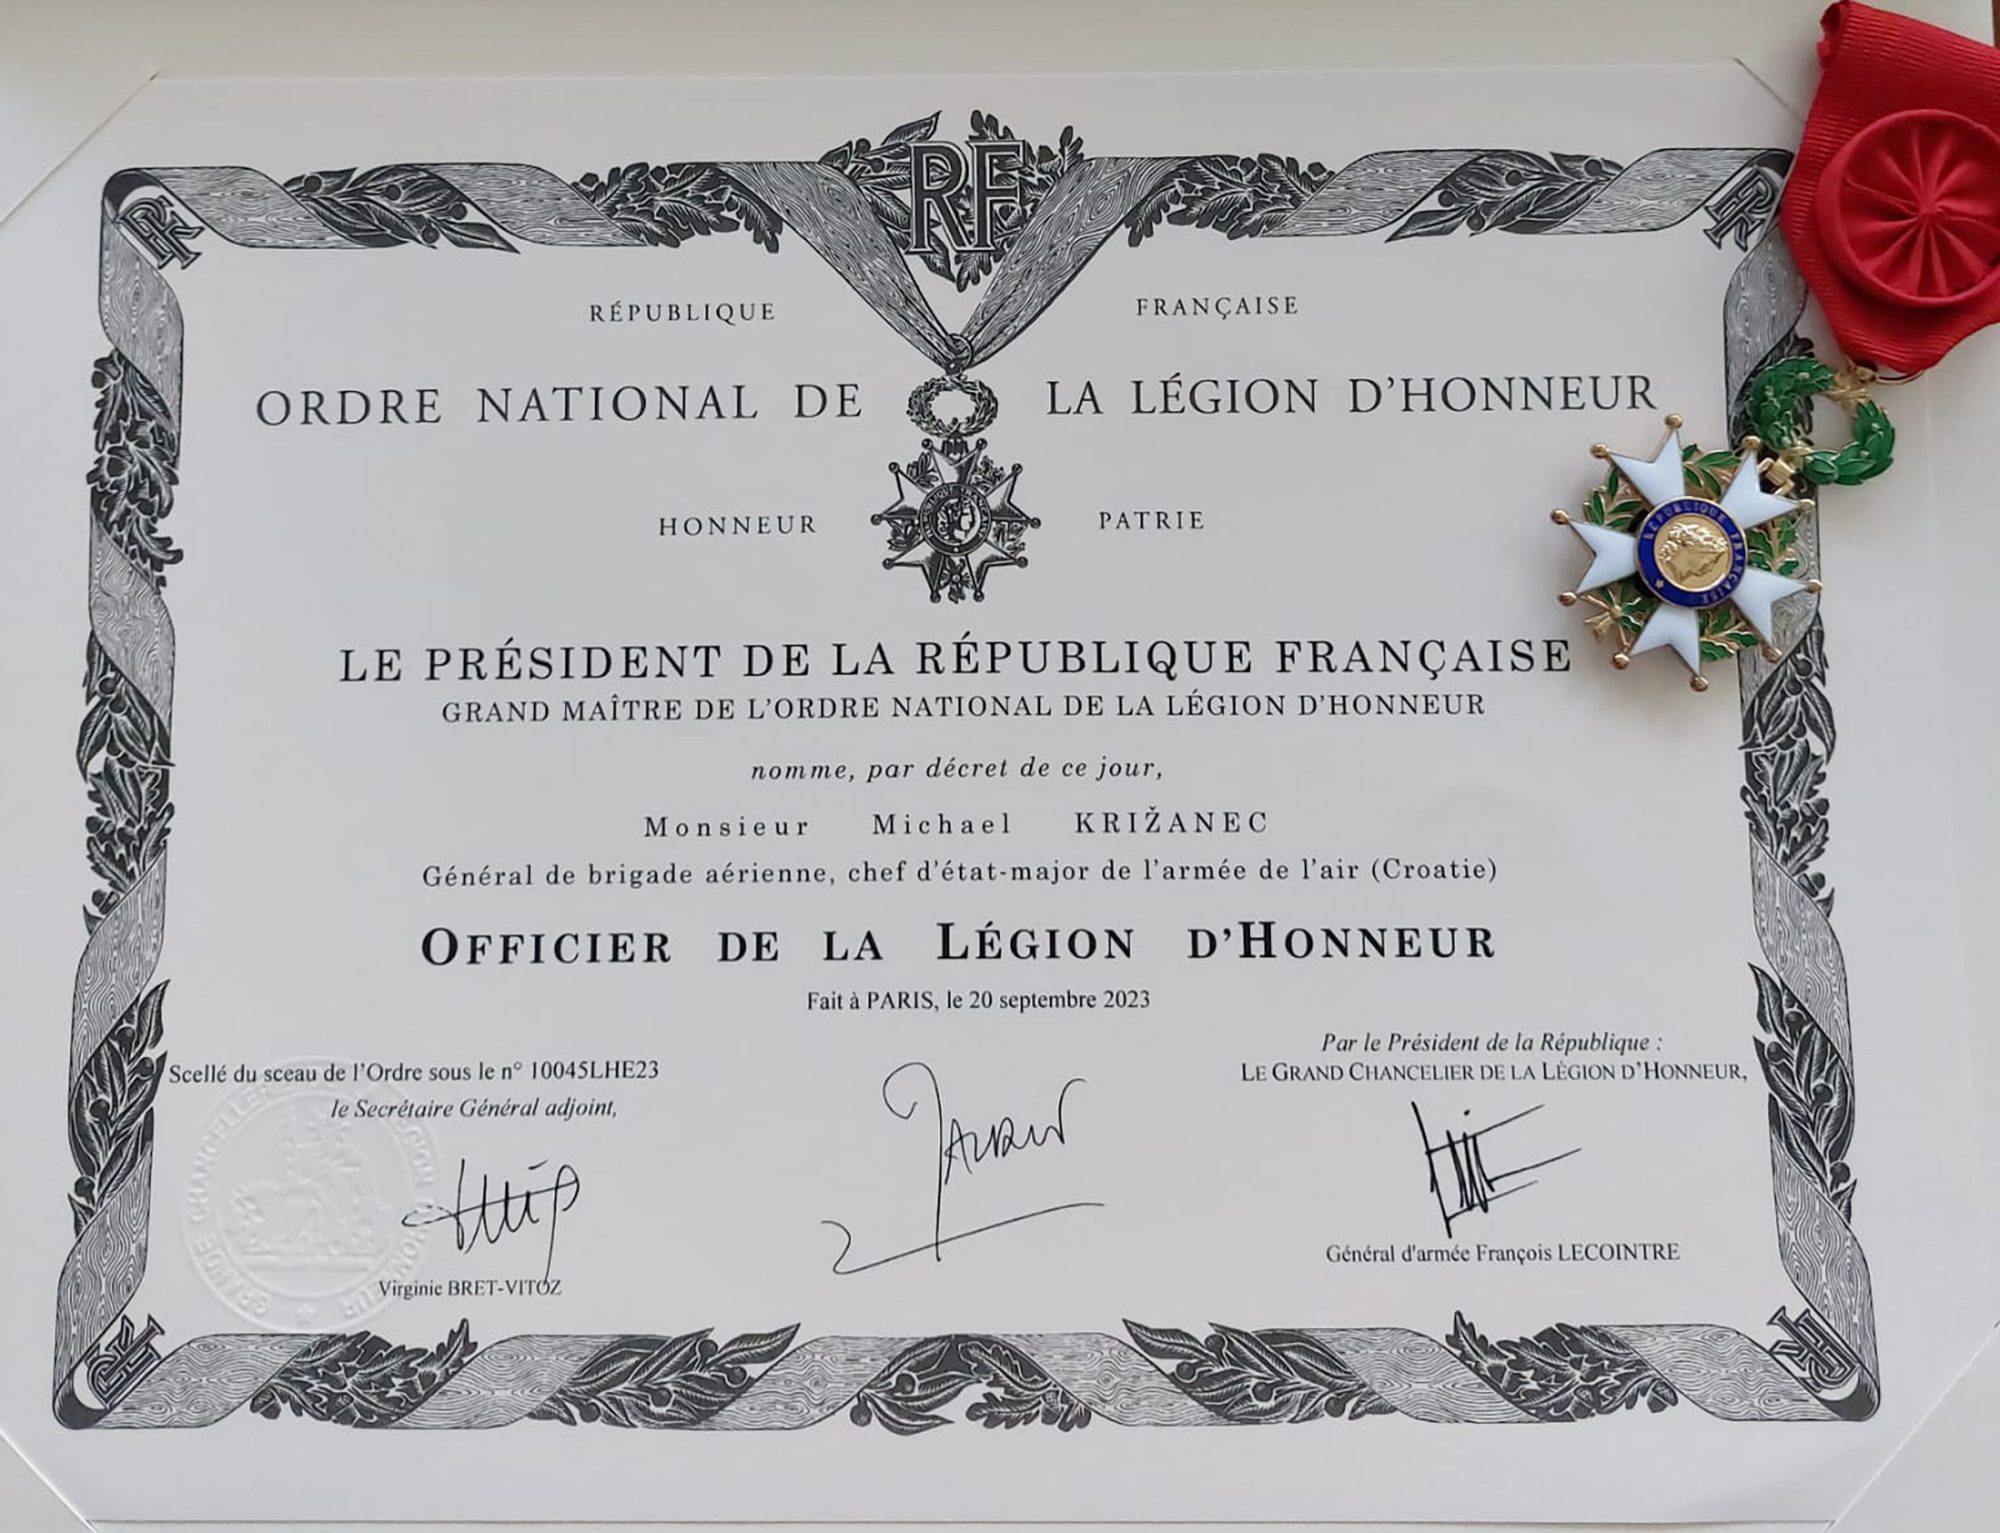 RF
RF
RF
RÉPUBLIQUE FRANÇAISE
ORDRE NATIONAL DE LA LÉGION D'HONNEUR
HONNEUR PATRIE
RÉPUBLIQUE FRANÇAISE
LE PRÉSIDENT DE LA RÉPUBLIQUE FRANÇAISE
GRAND MAÎTRE DE L'ORDRE NATIONAL DE LA LÉGION D'HONNEUR
nomme, par décret de ce jour,
Monsieur Michael KRIŽANEC
Général de brigade aérienne, chef d'état-major de l'armée de l'air (Croatie)
OFFICIER DE LA LÉGION D'HONNEUR
Fait à PARIS, le 20 septembre 2023
Par le Président de la République :
LE GRAND CHANCELIER DE LA LÉGION D'HONNEUR,
Scellé du sceau de l'Ordre sous le n° 10045LHE23
le Secrétaire Général adjoint,
Général d'armée François LECOINTRE
Virginie BRET-VITOZ
RF
RF